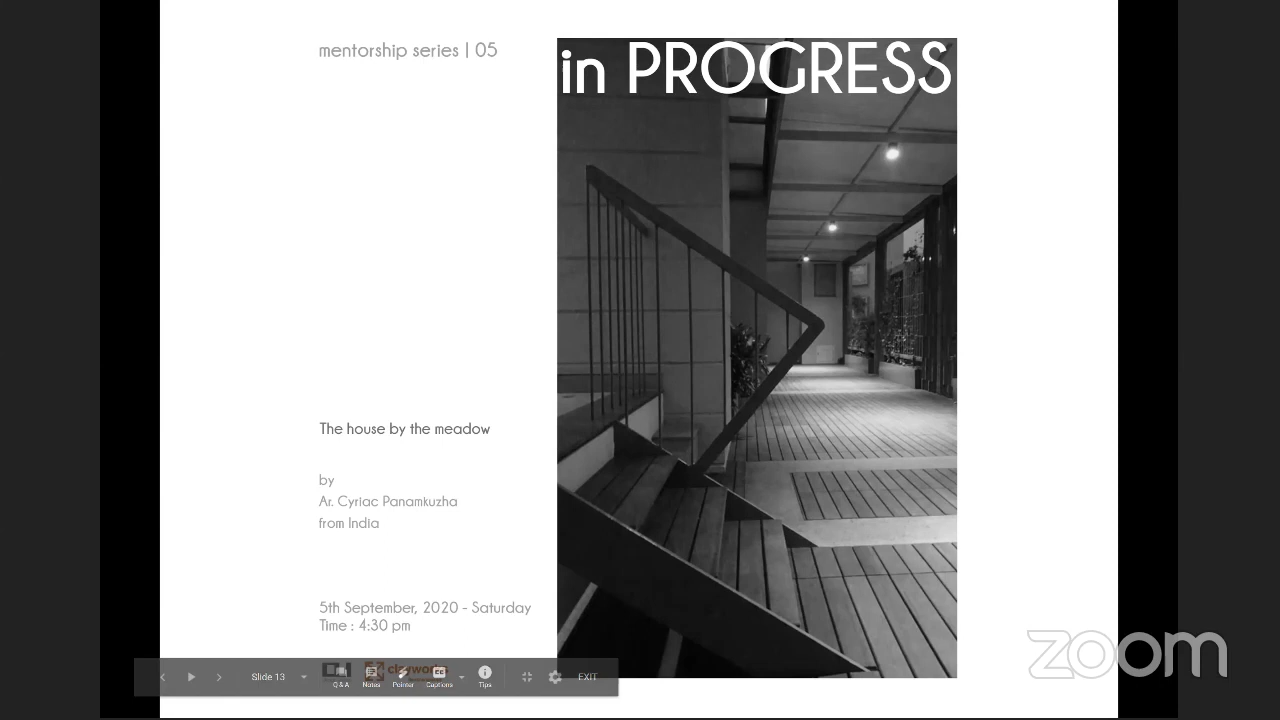 mentorship series | 05
in PROGRESS
The house by the meadow
by
Ar. Cyriac Panamkuzha
from India
5th September, 2020 - Saturday
Time : 4:30 pm
Slide 13
Q & A
Notes
Pointer
Captions
Tips
EXIT
zoom